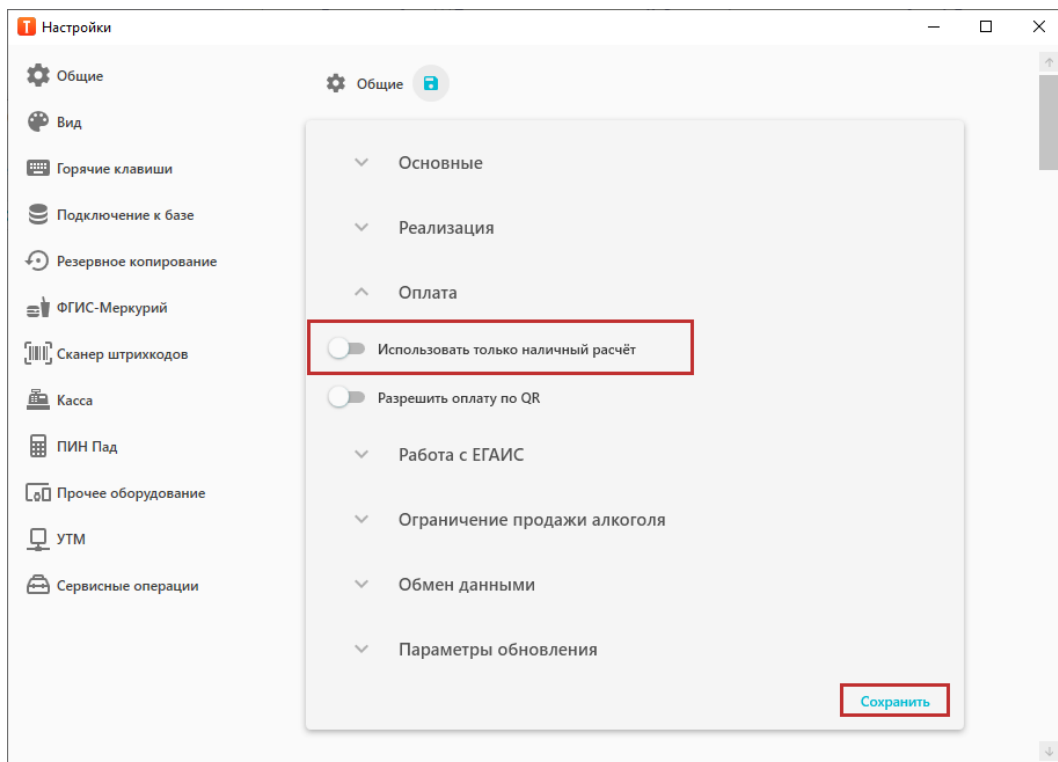 Т Настройки
Общие
Вид
Горячие клавиши
Подключение к базе
Резервное копирование
ФГИС-Меркурий
Сканер штрихкодов
Касса
ПИН Пад
Прочее оборудование
УТМ
Сервисные операции
Общие
Основные
Реализация
Оплата
Использовать только наличный расчёт
Разрешить оплату по QR
Работа с ЕГАИС
Ограничение продажи алкоголя
Обмен данными
Параметры обновления
Сохранить